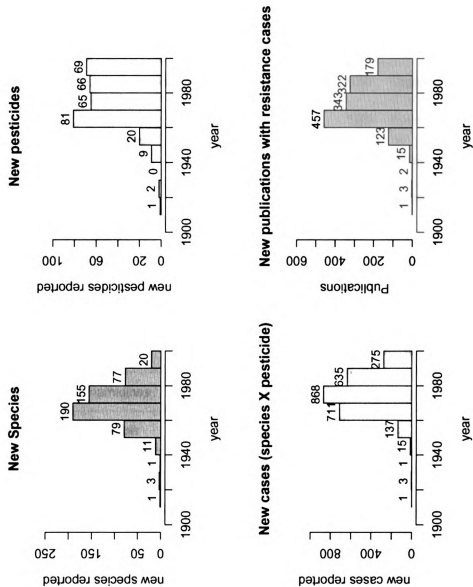 New Species
new species reported
0 50 150 250
1 3 1 11 79 190 155 77 20
1900 1940 1980
year
New pesticides
new pesticides reported
0 20 60 100
1 2 0 9 20 81 65 66 69
1900 1940 1980
year
New cases (species X pesticide)
new cases reported
0 400 800
1 3 1 15 137 711 868 635 275
1900 1940 1980
year
New publications with resistance cases
Publications
0 200 400 600
1 3 2 15 123 457 343 322 179
1900 1940 1980
year